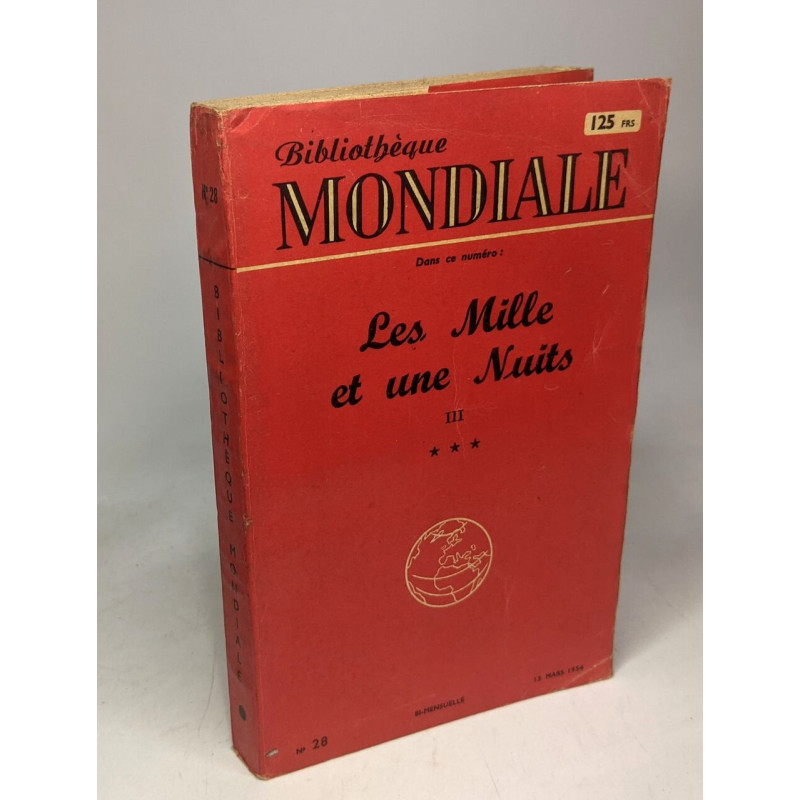 125 FRS
Bibliothèque
MONDIALE
Dans ce numéro :
Les Mille
et une Nuits
III
★ ★ ★
BI-MENSUELLE
15 MARS 1954
N° 28
N° 28
BIBLIOTHÈQUE MONDIALE